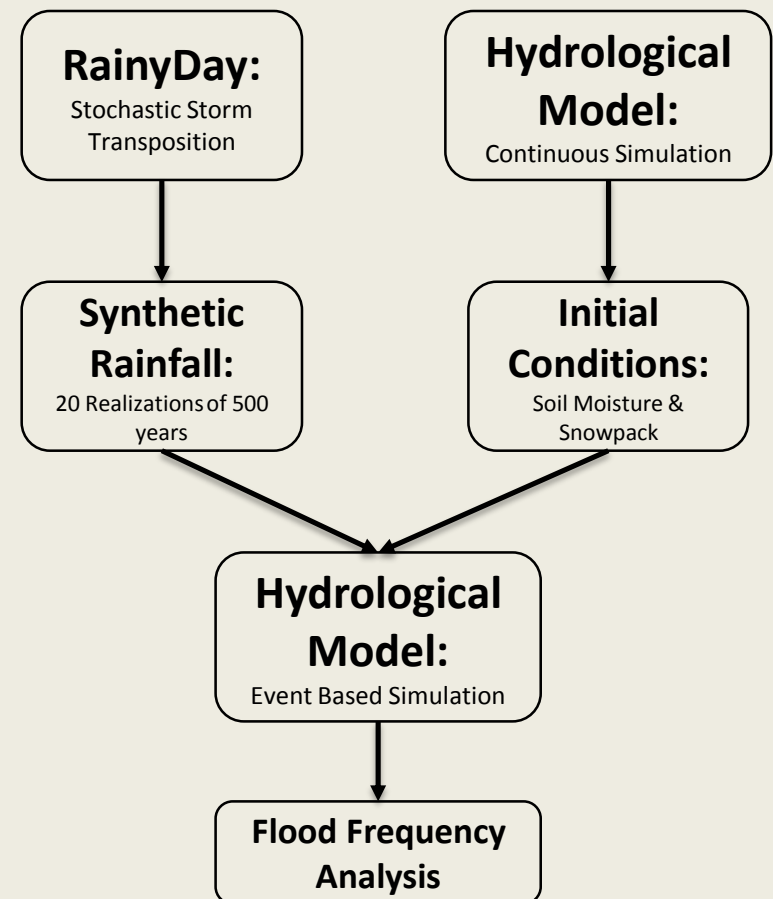 RainyDay:
Stochastic Storm
Transposition
Hydrological
Model:
Continuous Simulation
Synthetic
Rainfall:
20 Realizations of 500
years
Initial
Conditions:
Soil Moisture &
Snowpack
Hydrological
Model:
Event Based Simulation
Flood Frequency
Analysis